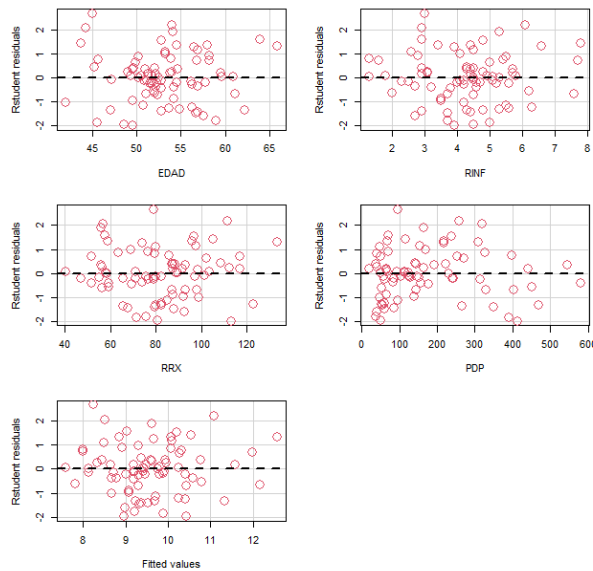 Rstudent residuals
-2 -1 0 1 2
45 50 55 60 65
EDAD
Rstudent residuals
-2 -1 0 1 2
2 3 4 5 6 7 8
RINF
Rstudent residuals
-2 -1 0 1 2
40 60 80 100 120
RRX
Rstudent residuals
-2 -1 0 1 2
0 100 200 300 400 500 600
PDP
Rstudent residuals
-2 -1 0 1 2
8 9 10 11 12
Fitted values